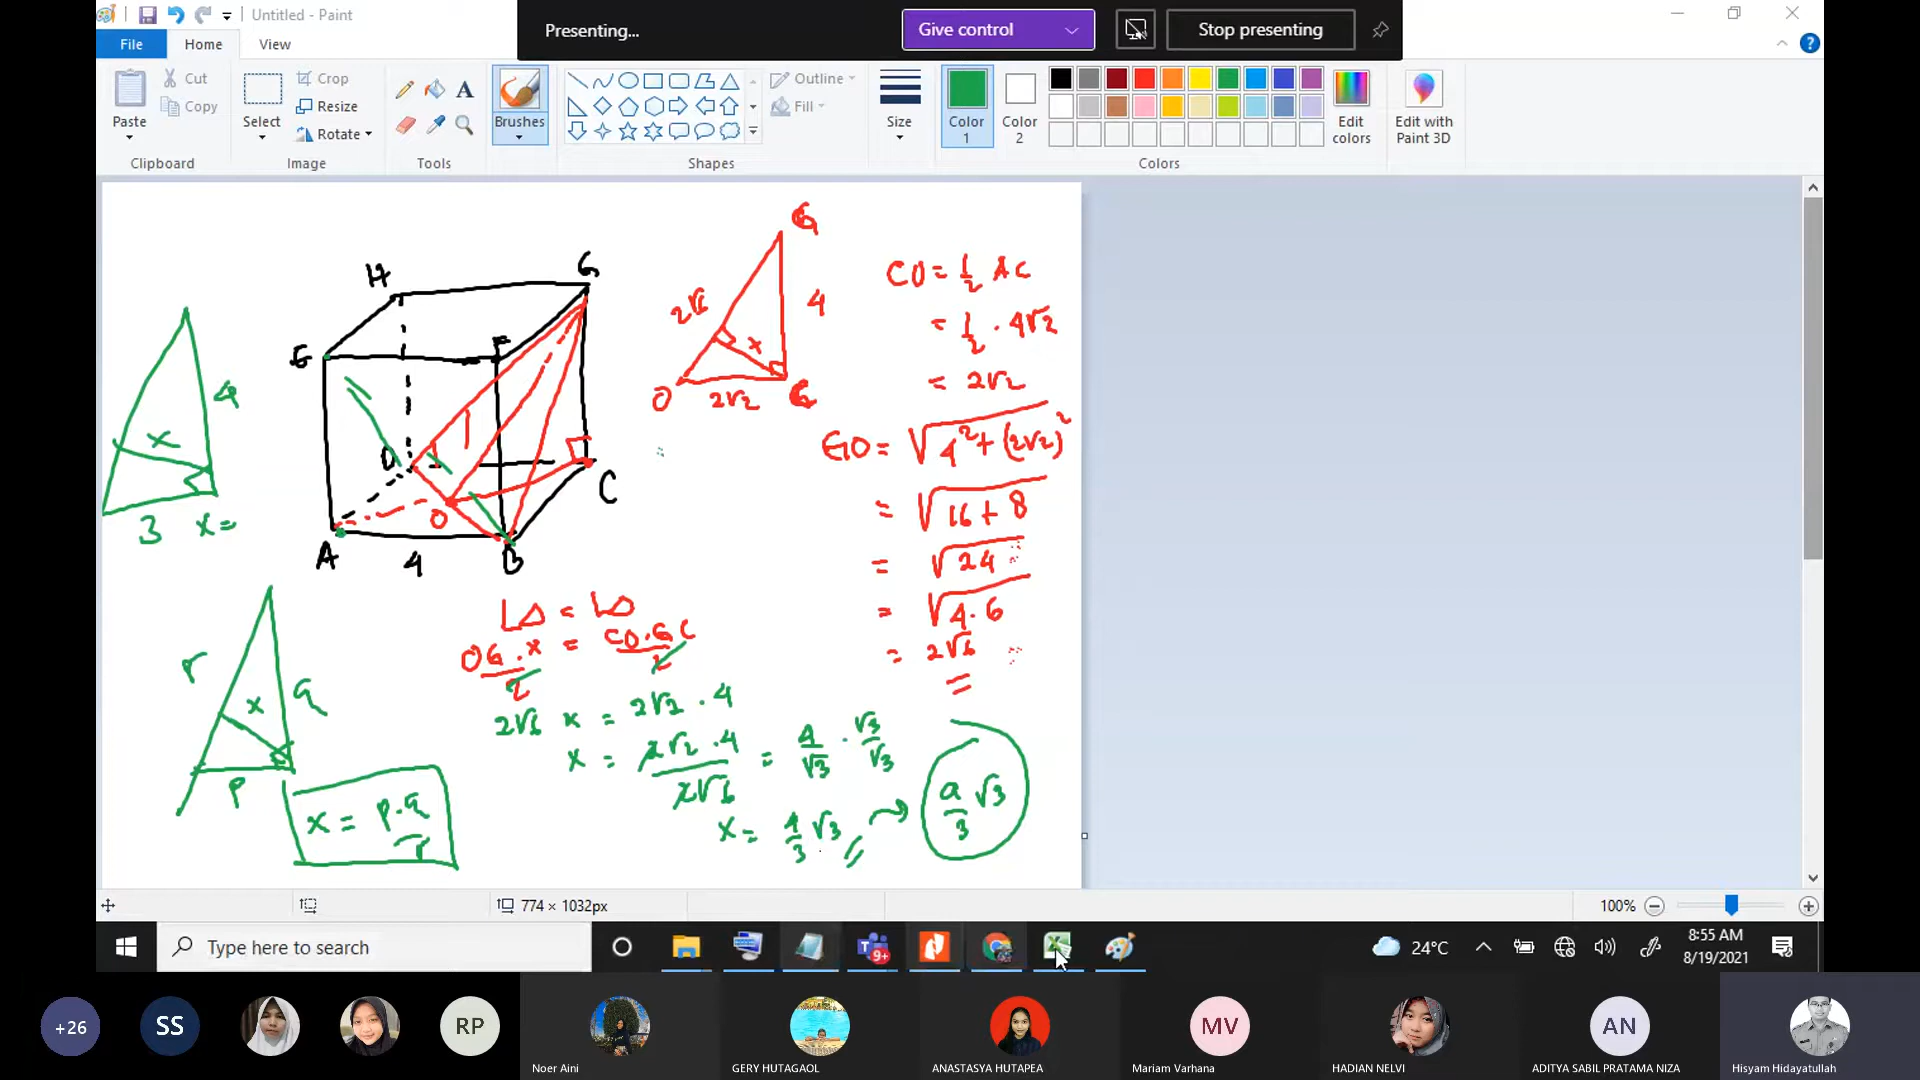 Untitled - Paint
Presenting...
Give control
Stop presenting
File
Home
View
Paste
Cut
Copy
Clipboard
Select
Crop
Resize
Rotate
Image
Tools
Brushes
Outline
Fill
Shapes
Size
Color 1
Color 2
Edit colors
Edit with Paint 3D
Colors
H
G
E
F
D
C
O
A
4
B
4
x
3 x=
G
2√6
4
x
O
2√2
CO= 1/2 AC
= 1/2 · 4√2
= 2√2
GO= √4²+(2√2)²
= √16+8
= √24
= √4.6
= 2√6
L△ = L△
OG.x/2 = CO.GC/2
2√6 x = 2√2 . 4
x = 2√2 . 4/2√6 = 4/√3 · √3/√3
x= 4/3 √3
a/3 √3
r
x
q
p
x = p.q/r
774 × 1032px
100%
Type here to search
9+
24°C
8:55 AM
8/19/2021
+26
SS
RP
MV
AN
Noer Aini
GERY HUTAGAOL
ANASTASYA HUTAPEA
Mariam Varhana
HADIAN NELVI
ADITYA SABIL PRATAMA NIZA
Hisyam Hidayatullah